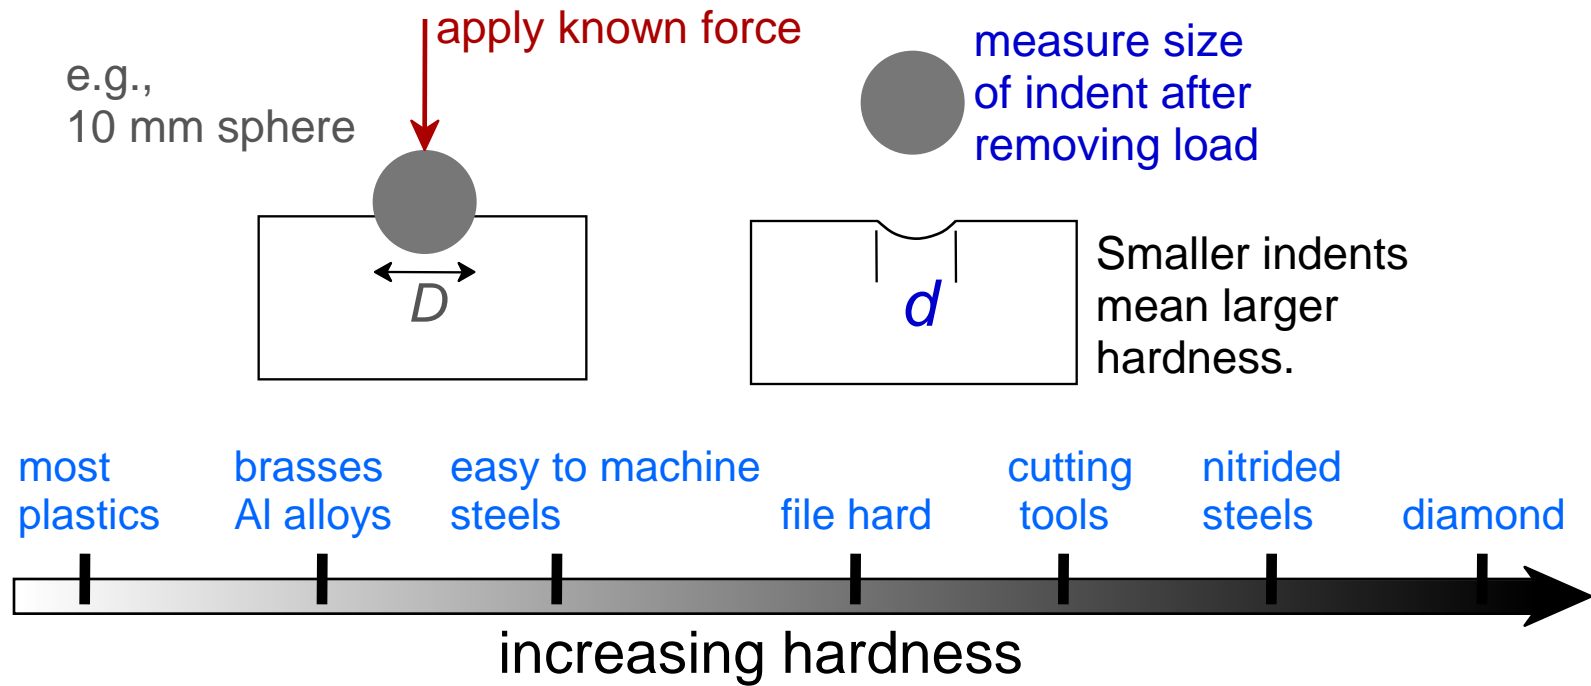 apply known force
e.g.,
10 mm sphere
D
measure size
of indent after
removing load
d
Smaller indents
mean larger
hardness.
most
plastics
brasses
Al alloys
easy to machine
steels
file hard
cutting
tools
nitrided
steels
diamond
increasing hardness